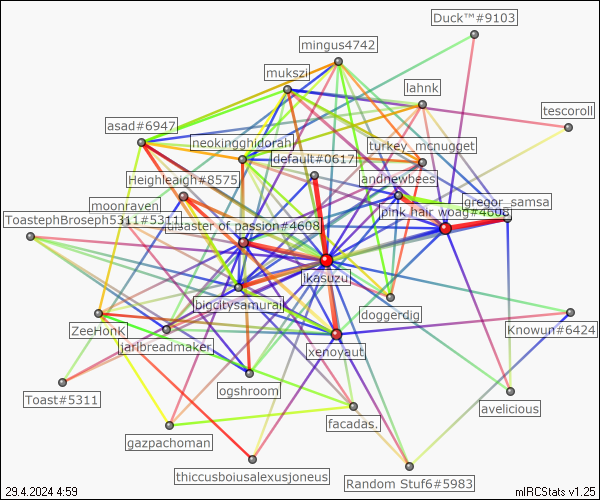 Duck™#9103
mingus4742
mukszi
lahnk
tescoroll
asad#6947
neokingghidorah
turkey_mcnugget
default#0617
Heighleaigh#8575
andnewbees
moonraven
gregor_samsa
pink hair woag#4608
ToastephBroseph5311#5311
disaster of passion#4608
ikasuzu
bigcitysamurai
doggerdig
ZeeHonk
Knowun#6424
jailbreadmaker
xenoyaut
ogshroom
Toast#5311
avelicious
facadas.
gazpachoman
thiccusboiusalexusjoneus
Random Stuf6#5983
29.4.2024 4:59
mIRCStats v1.25